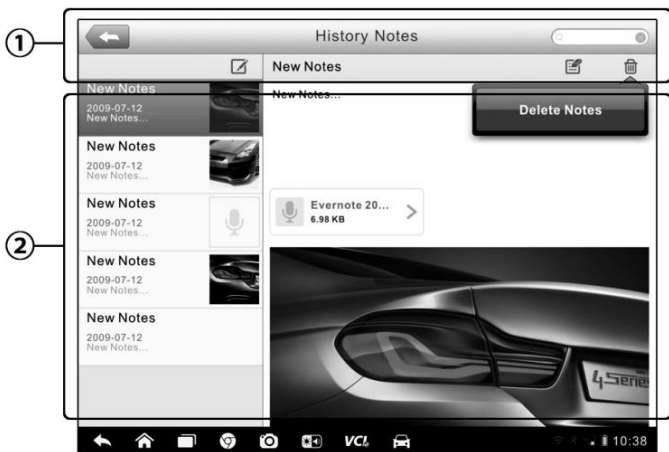 ①
History Notes
New Notes
New Notes
2009-07-12
New Notes...
New Notes
2009-07-12
New Notes...
New Notes
2009-07-12
New Notes...
New Notes
2009-07-12
New Notes...
New Notes
2009-07-12
New Notes...
②
New Notes...
Delete Notes
Evernote 20...
6.98 KB
VCI
10:38